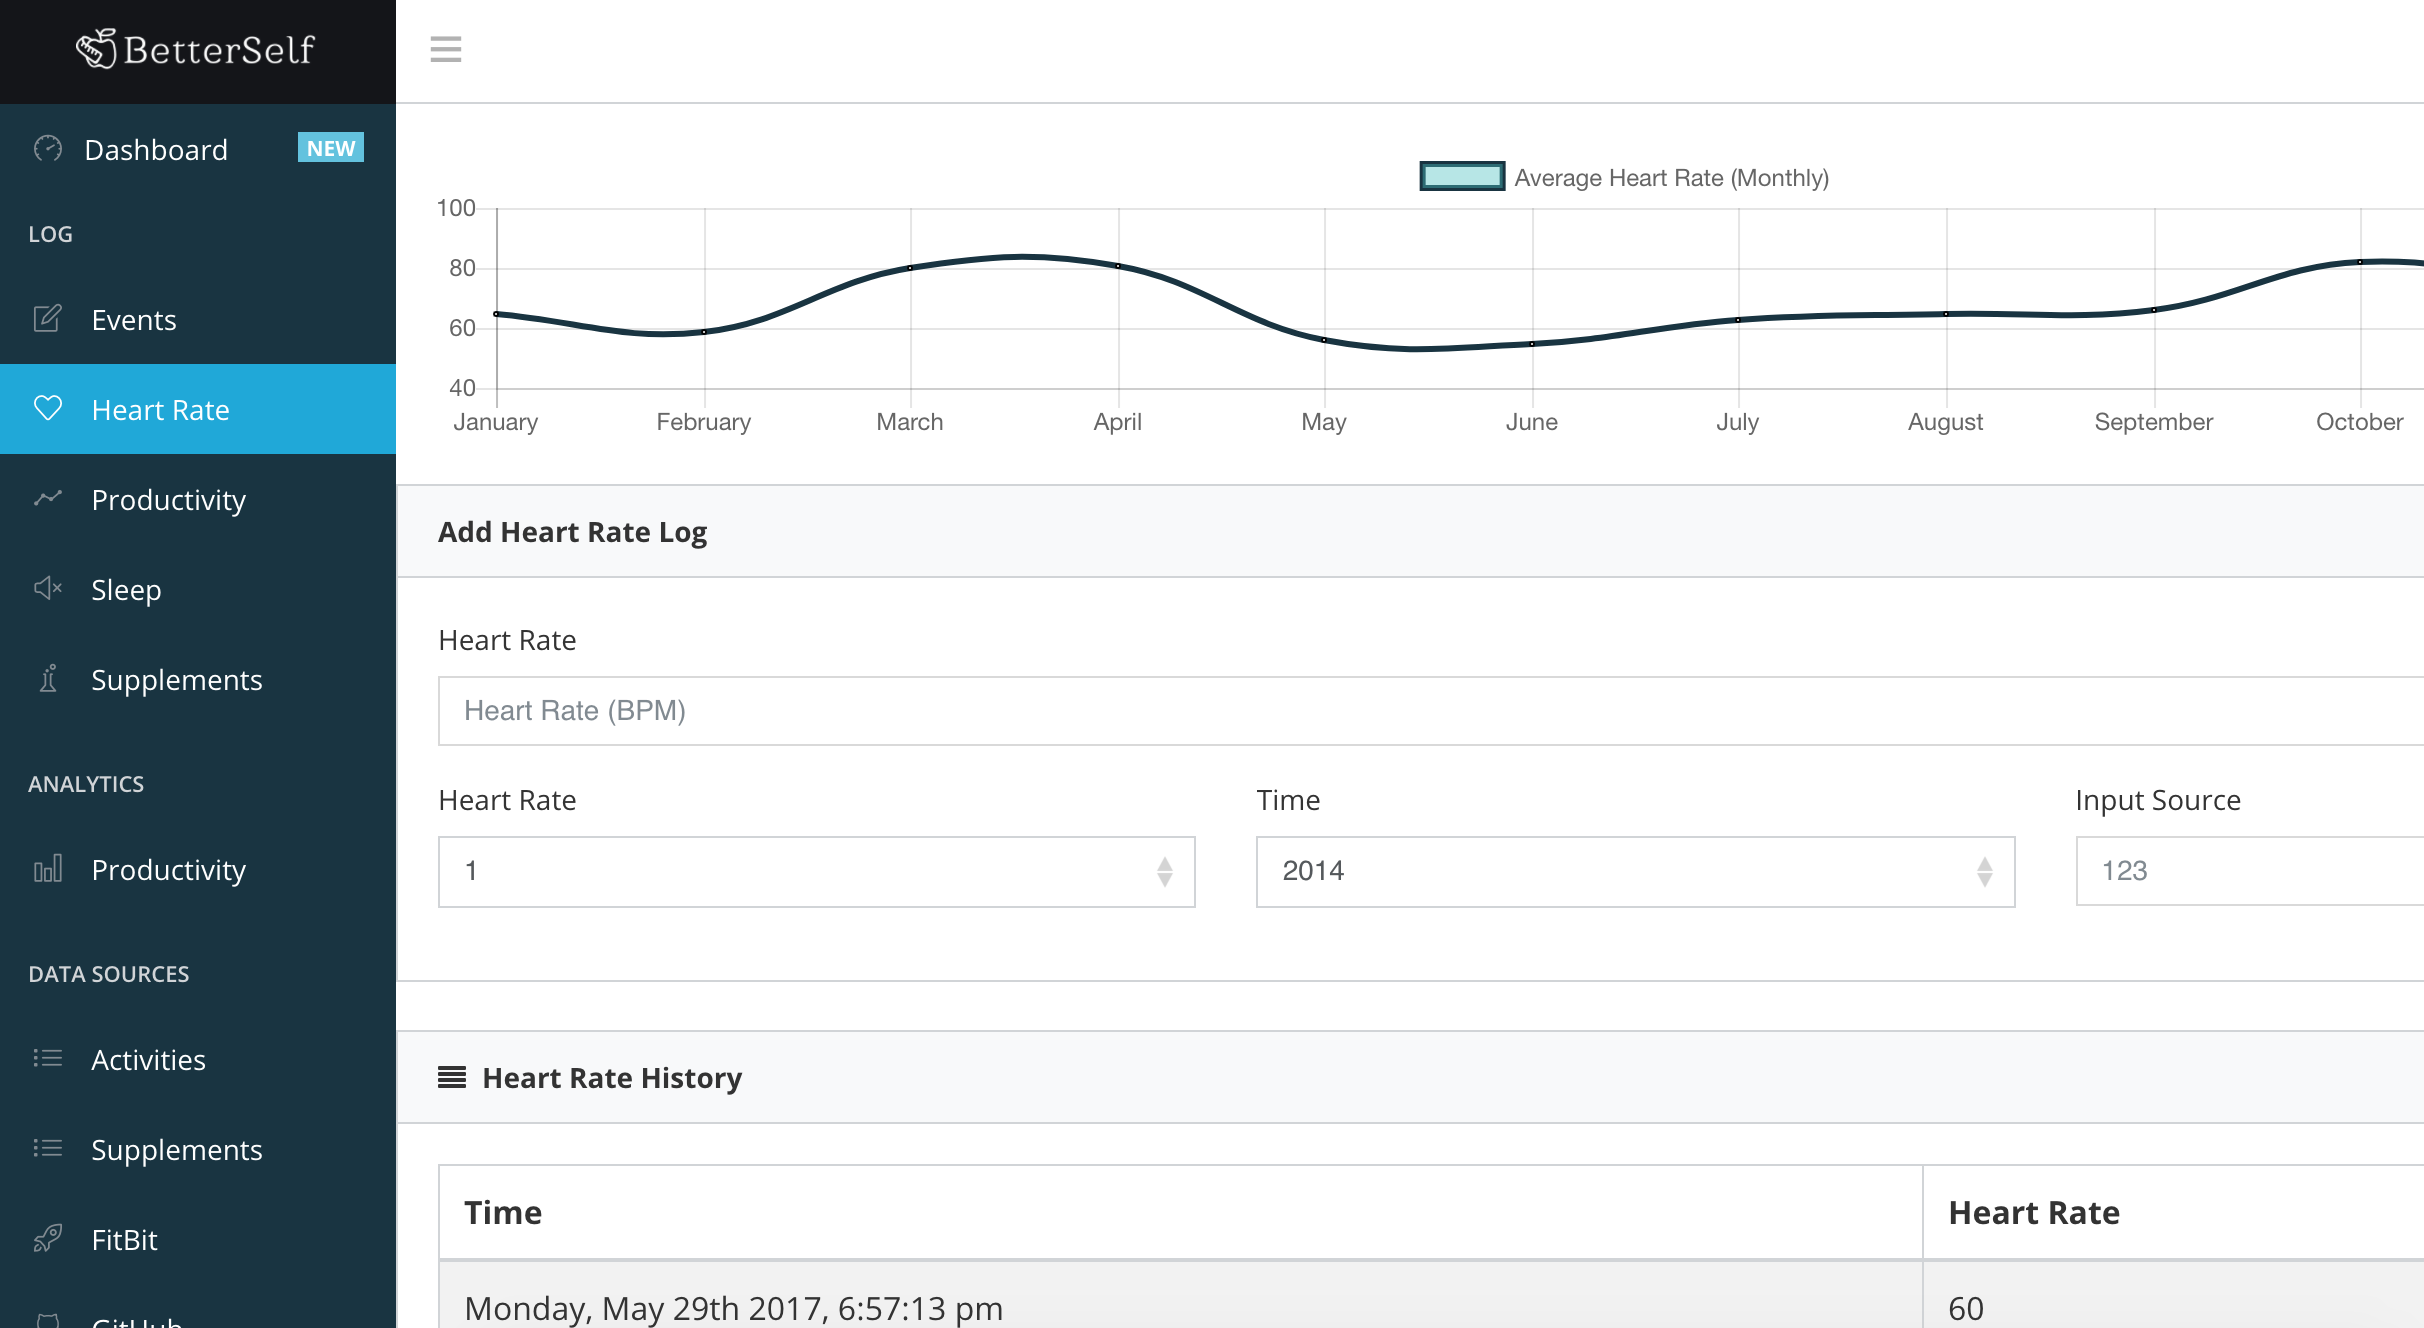 BetterSelf
Dashboard NEW
LOG
Events
Heart Rate
Productivity
Sleep
Supplements
ANALYTICS
Productivity
DATA SOURCES
Activities
Supplements
FitBit
GitHub
Average Heart Rate (Monthly)
100
80
60
40
January February March April May June July August September October
Add Heart Rate Log
Heart Rate
Heart Rate (BPM)
Heart Rate Time Input Source
1 2014 123
Heart Rate History
Time Heart Rate
Monday, May 29th 2017, 6:57:13 pm 60